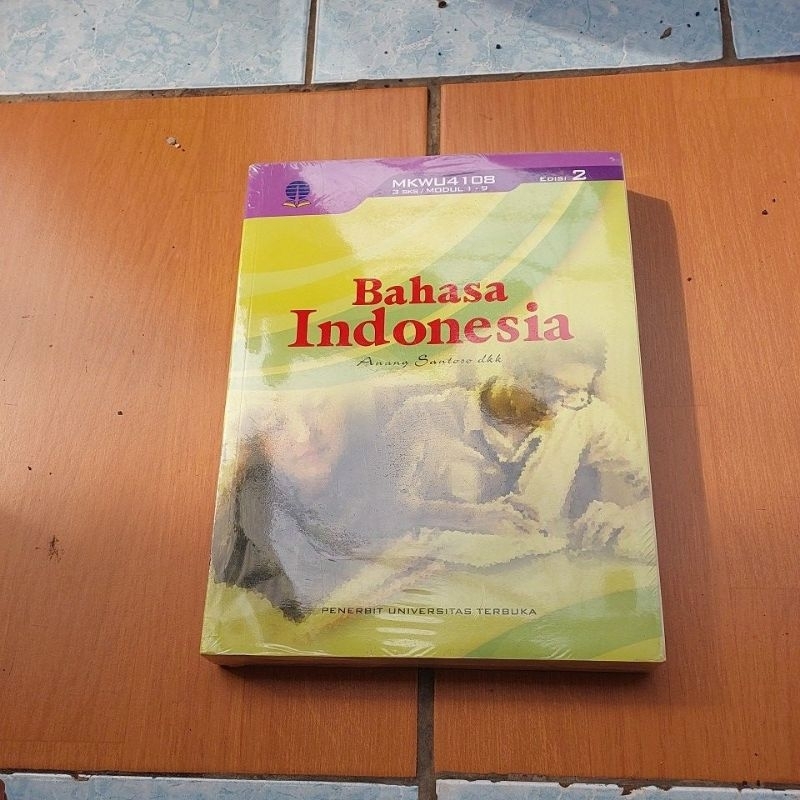 MKWU4108
3 SKS / MODUL 1 - 9
EDISI 2
Bahasa
Indonesia
Anang Santoso dkk
PENERBIT UNIVERSITAS TERBUKA